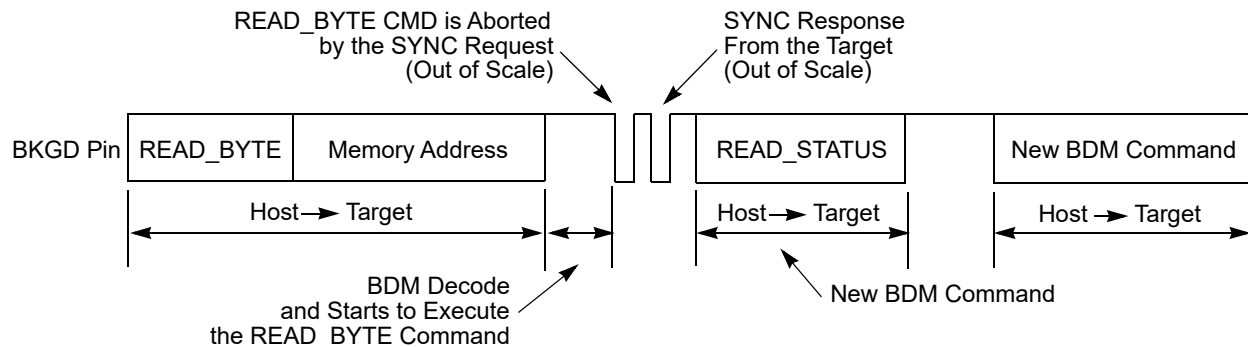 READ_BYTE CMD is Aborted
by the SYNC Request
(Out of Scale)
SYNC Response
From the Target
(Out of Scale)
BKGD Pin
READ_BYTE
Memory Address
READ_STATUS
New BDM Command
Host Target
Host Target
Host Target
BDM Decode
and Starts to Execute
the READ_BYTE Command
New BDM Command